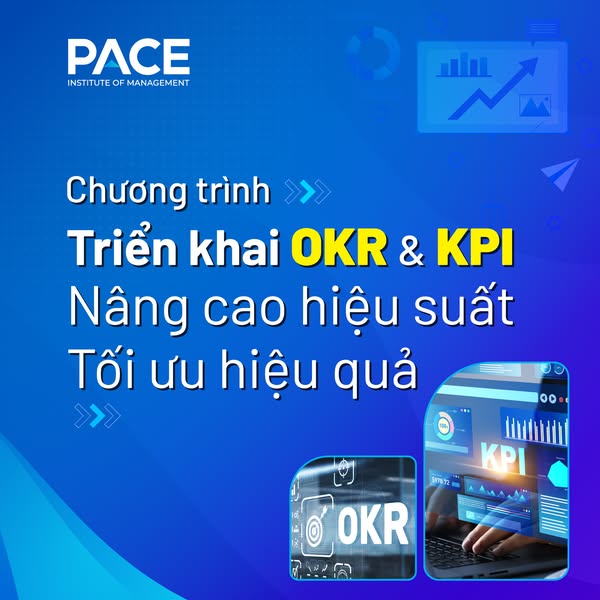 PACE
INSTITUTE OF MANAGEMENT
Chương trình
Triển khai OKR & KPI
Nâng cao hiệu suất
Tối ưu hiệu quả
OKR
KPI